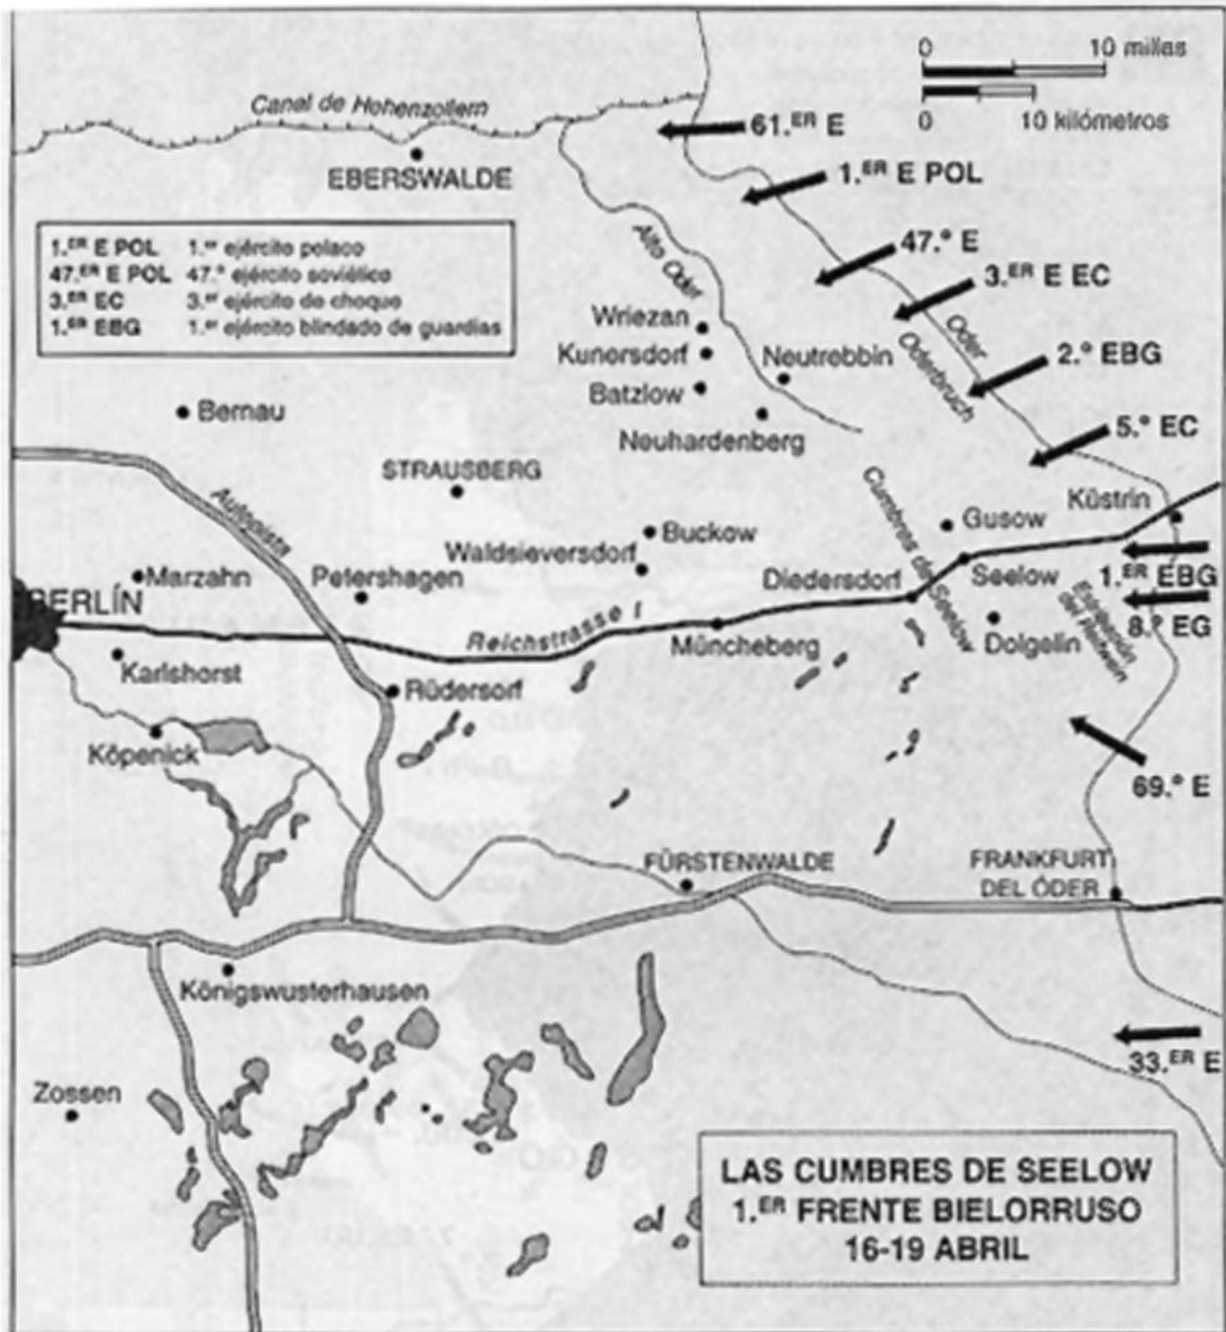 0 10 millas
0 10 kilómetros
Canal de Hohenzollern
61.ER E
EBERSWALDE
1.ER E POL
1.ER E POL 1.er ejército polaco
47.ER E POL 47.º ejército soviético
3.ER EC 3.er ejército de choque
1.ER EBG 1.er ejército blindado de guardias
47.º E
Alto Oder
3.ER E EC
Wriezan
Oder
Kunersdorf
Neutrebbin
Oderbruch
2.º EBG
Batzlow
Bernau
Neuhardenberg
5.º EC
STRAUSBERG
Autopista
Cumbres de Seelow
Küstrin
Gusow
Buckow
Waldsieversdorf
Marzahn
Petershagen
Diedersdorf
Seelow
1.ER EBG
BERLÍN
Reichstrasse I
Müncheberg
Dolgelin
del Reitwein
8.º EG
Karlshorst
Rüdersorf
Köpenick
69.º E
FÜRSTENWALDE
FRANKFURT
DEL ÓDER
Königswusterhausen
33.ER E
Zossen
LAS CUMBRES DE SEELOW
1.ER FRENTE BIELORRUSO
16-19 ABRIL